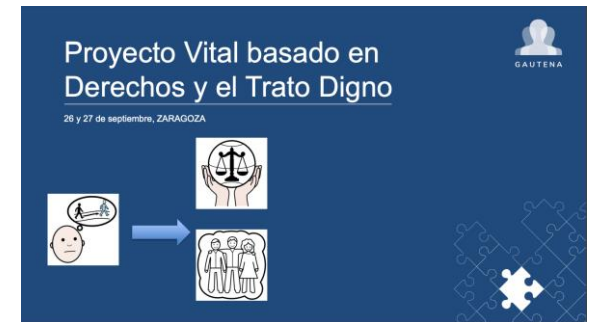 Proyecto Vital basado en
Derechos y el Trato Digno
GAUTENA
26 y 27 de septiembre, ZARAGOZA